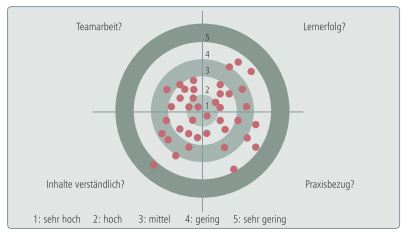 Teamarbeit?
Lernerfolg?
5
4
3
2
1
Inhalte verständlich?
Praxisbezug?
1: sehr hoch 2: hoch 3: mittel 4: gering 5: sehr gering